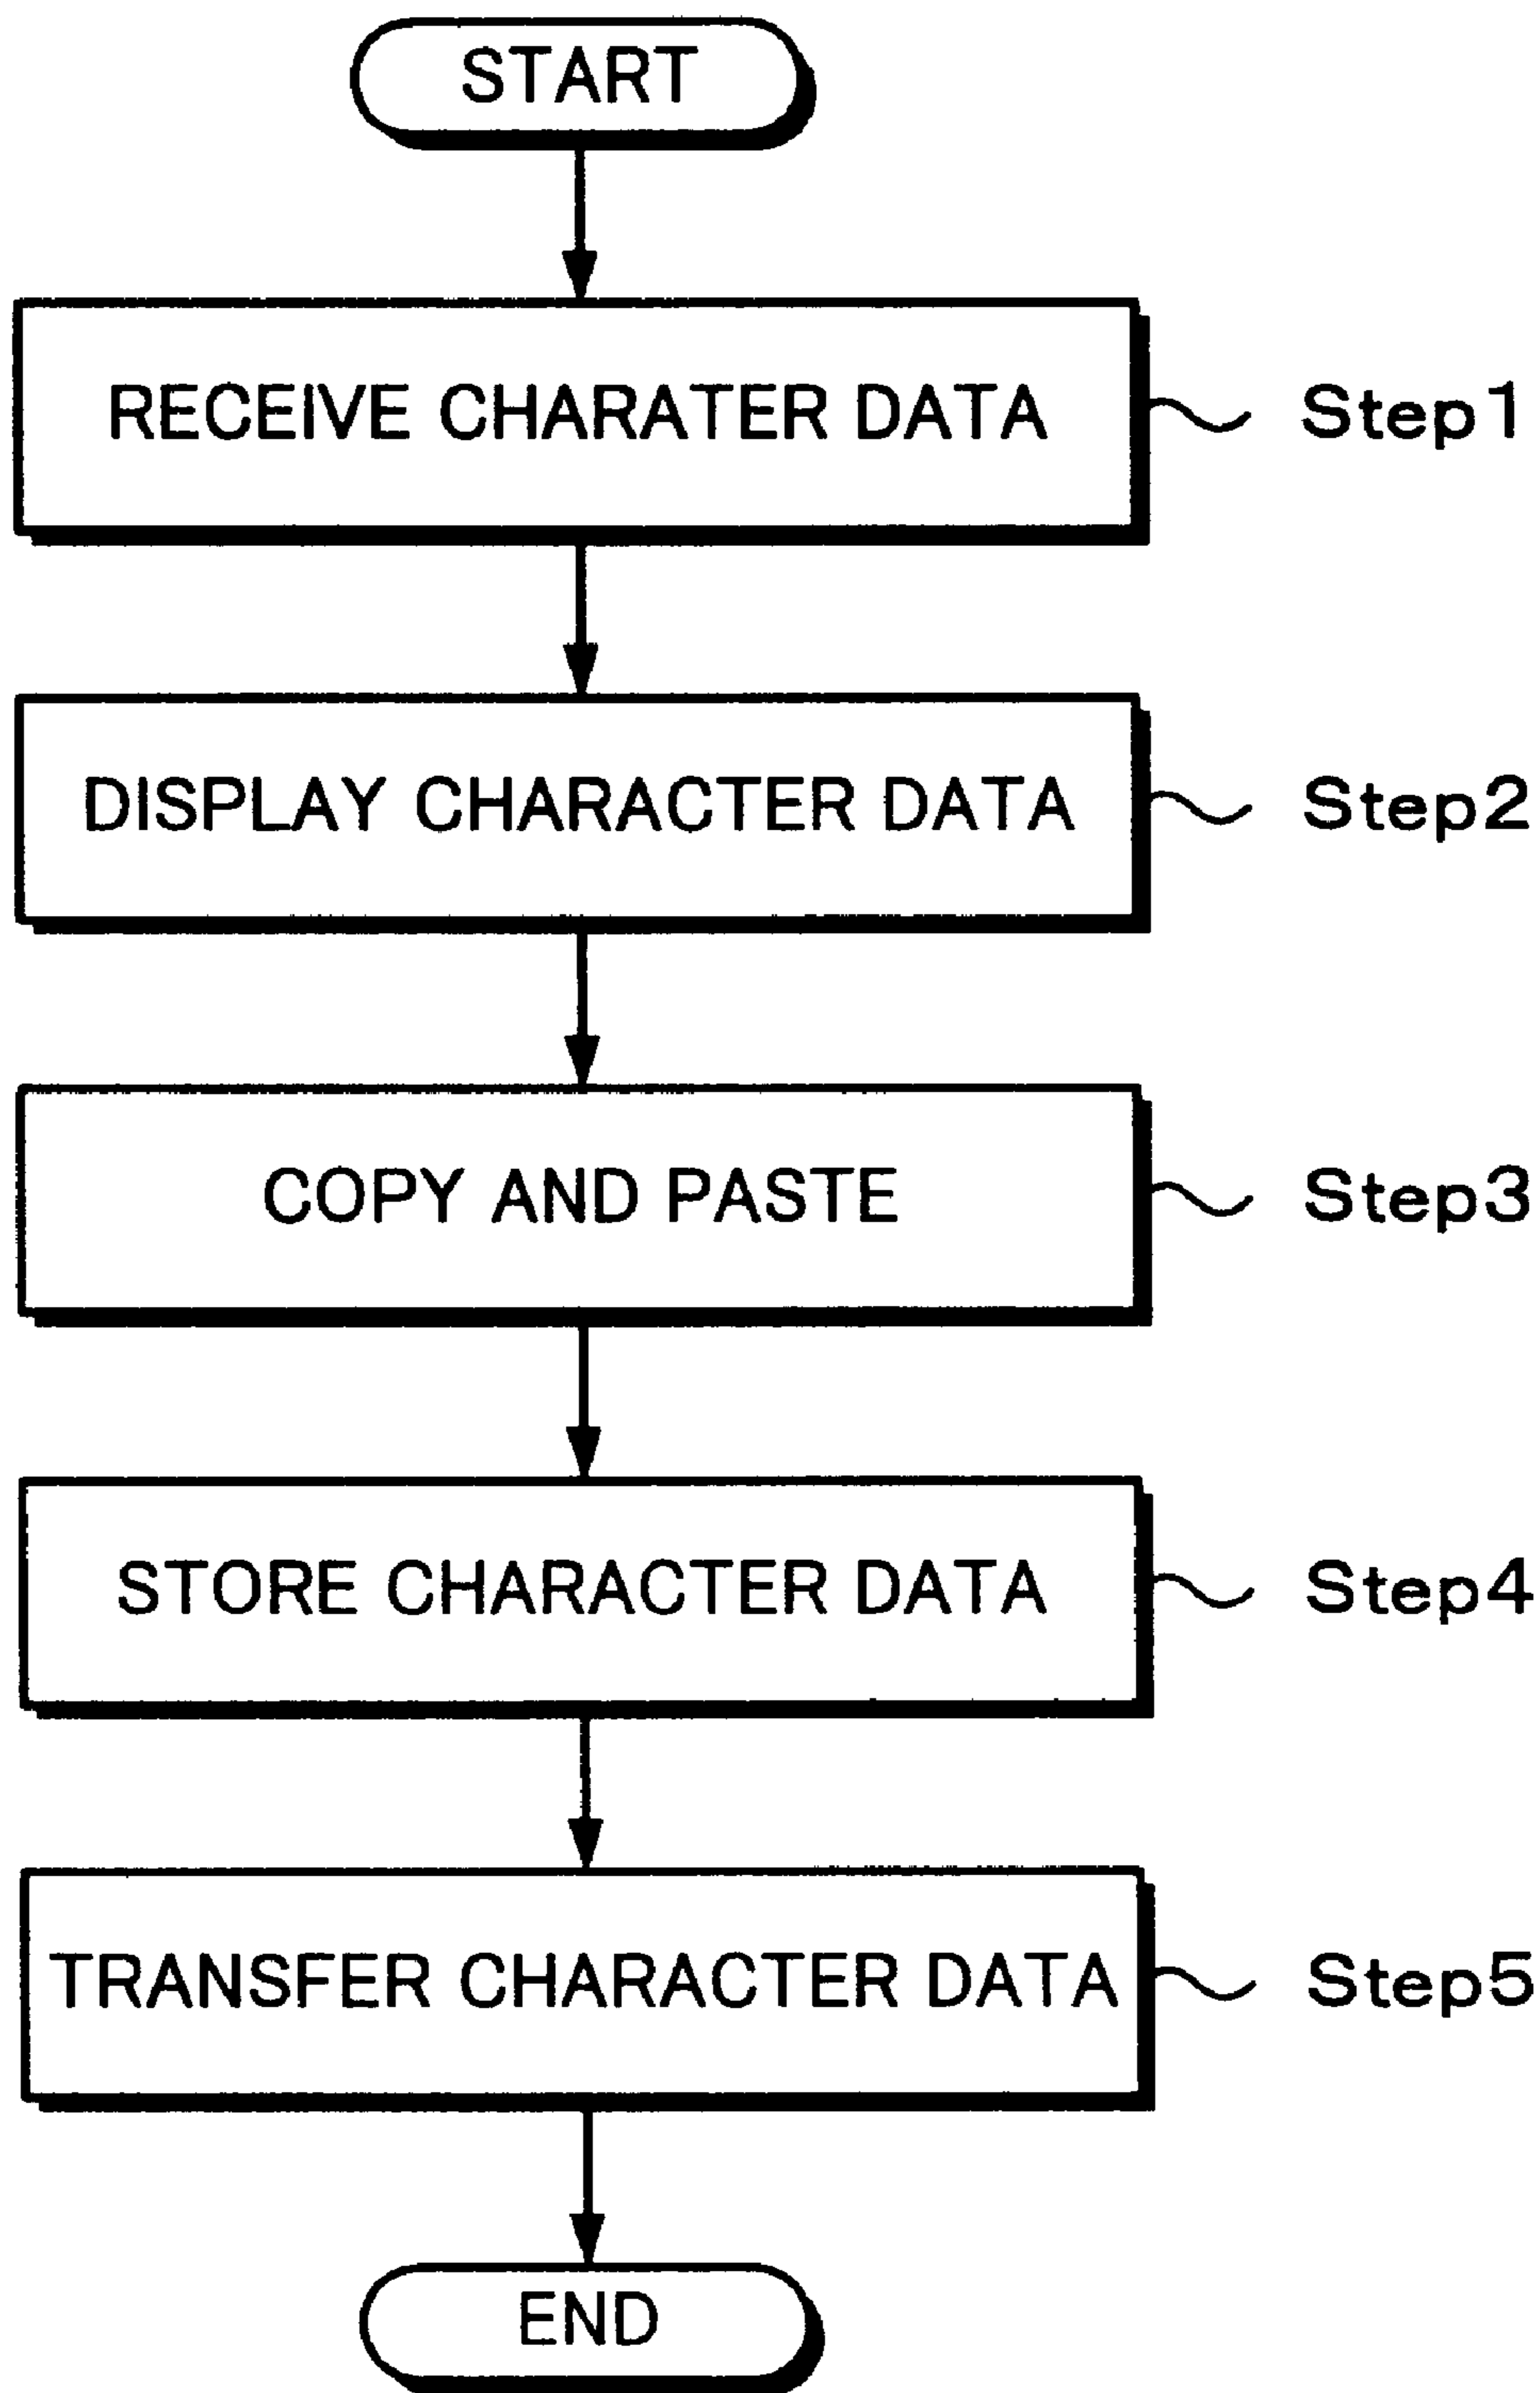 START
RECEIVE CHARATER DATA
Step1
DISPLAY CHARACTER DATA
Step2
COPY AND PASTE
Step3
STORE CHARACTER DATA
Step4
TRANSFER CHARACTER DATA
Step5
END